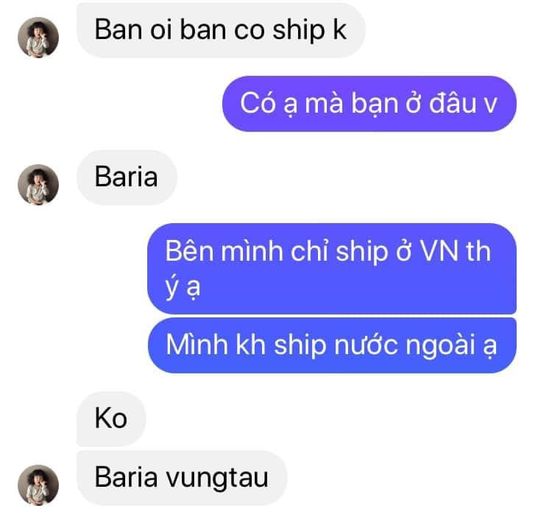 Ban oi ban co ship k
Có ạ mà bạn ở đâu v
Baria
Bên mình chỉ ship ở VN th
ý ạ
Mình kh ship nước ngoài ạ
Ko
Baria vungtau